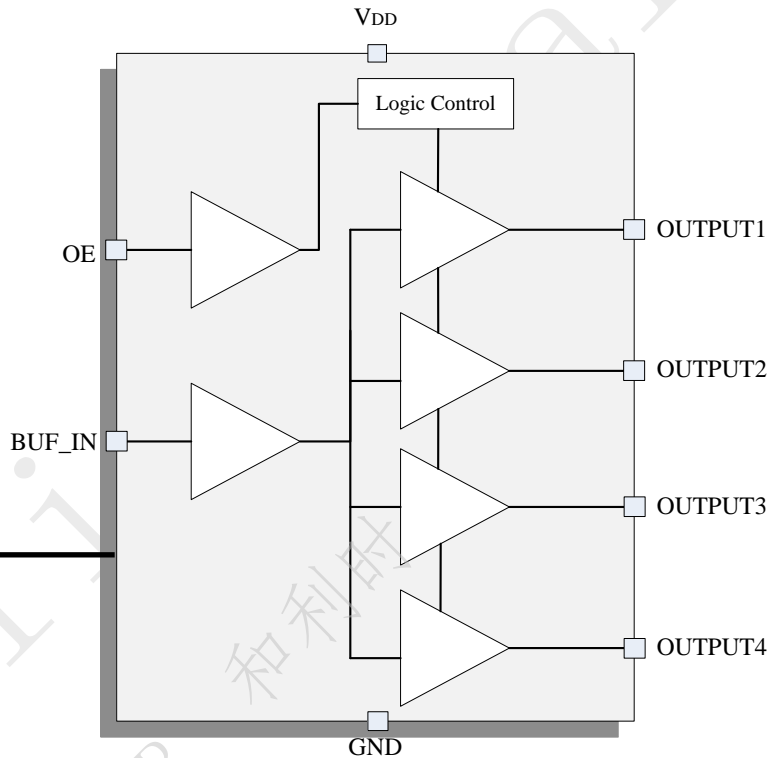 VDD
Logic Control
OE
OUTPUT1
OUTPUT2
BUF_IN
OUTPUT3
OUTPUT4
GND
和利时